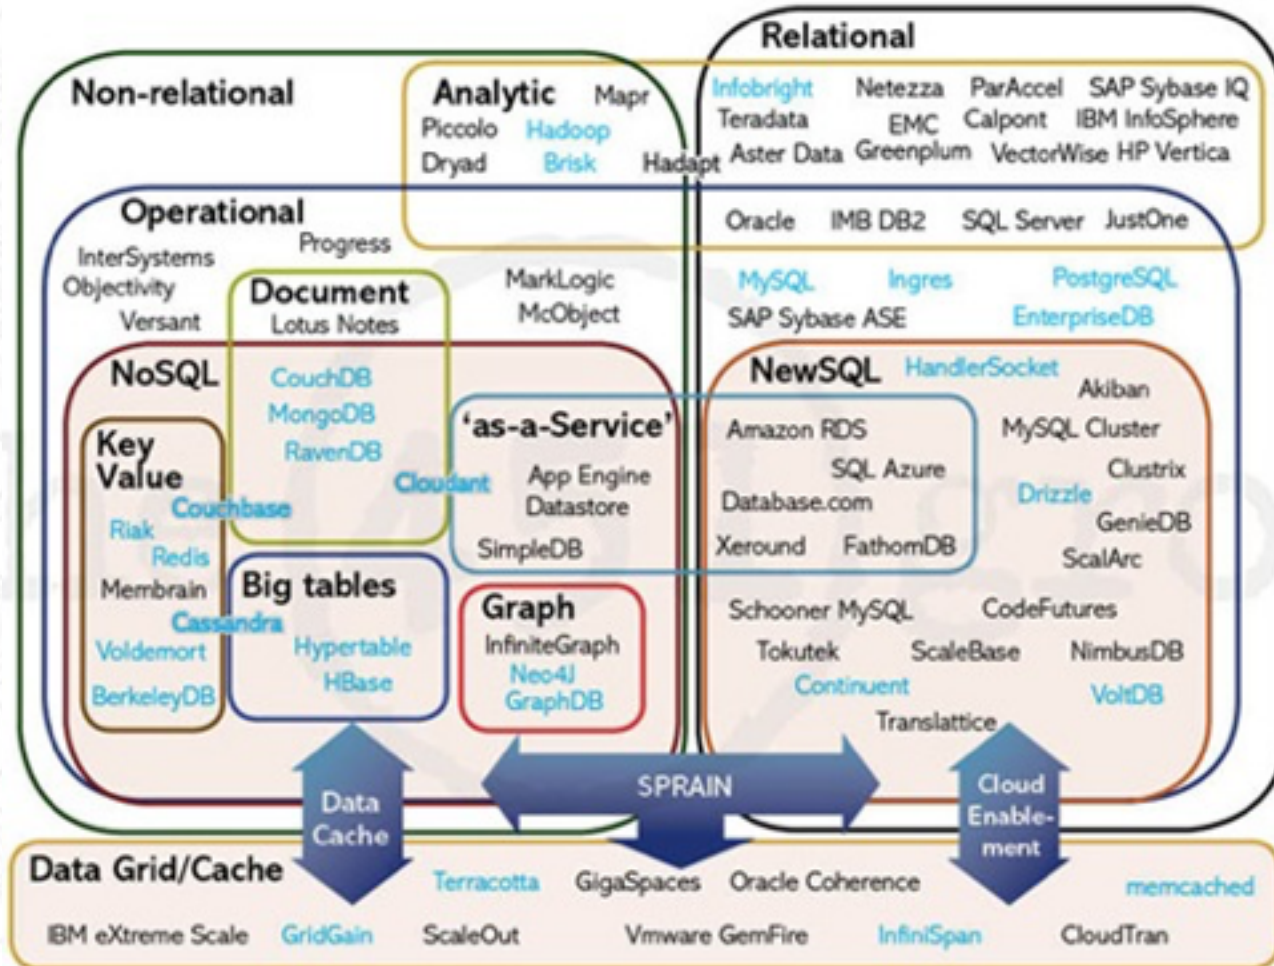 Relational
Non-relational
Analytic Mapr
Piccolo Hadoop
Dryad Brisk Hadapt
Infobright Netezza ParAccel SAP Sybase IQ
Teradata EMC Calpont IBM InfoSphere
Aster Data Greenplum VectorWise HP Vertica
Operational
Oracle IMB DB2 SQL Server JustOne
Progress
InterSystems
Objectivity
Versant
Document
Lotus Notes
MarkLogic
McObject
MySQL Ingres PostgreSQL
SAP Sybase ASE EnterpriseDB
NoSQL
CouchDB
MongoDB
RavenDB
Cloudant
Couchbase
Key
Value
Riak
Redis
Membrain
Cassandra
Voldemort
BerkeleyDB
Big tables
Hypertable
HBase
'as-a-Service'
App Engine
Datastore
SimpleDB
Graph
InfiniteGraph
Neo4J
GraphDB
NewSQL HandlerSocket
Akiban
Amazon RDS MySQL Cluster
SQL Azure Clustrix
Database.com Drizzle
GenieDB
Xeround FathomDB ScalArc
Schooner MySQL CodeFutures
Tokutek ScaleBase NimbusDB
Continuent VoltDB
Translattice
Data
Cache
SPRAIN
Cloud
Enable-
ment
Data Grid/Cache
Terracotta GigaSpaces Oracle Coherence memcached
IBM eXtreme Scale GridGain ScaleOut Vmware GemFire InfiniSpan CloudTran